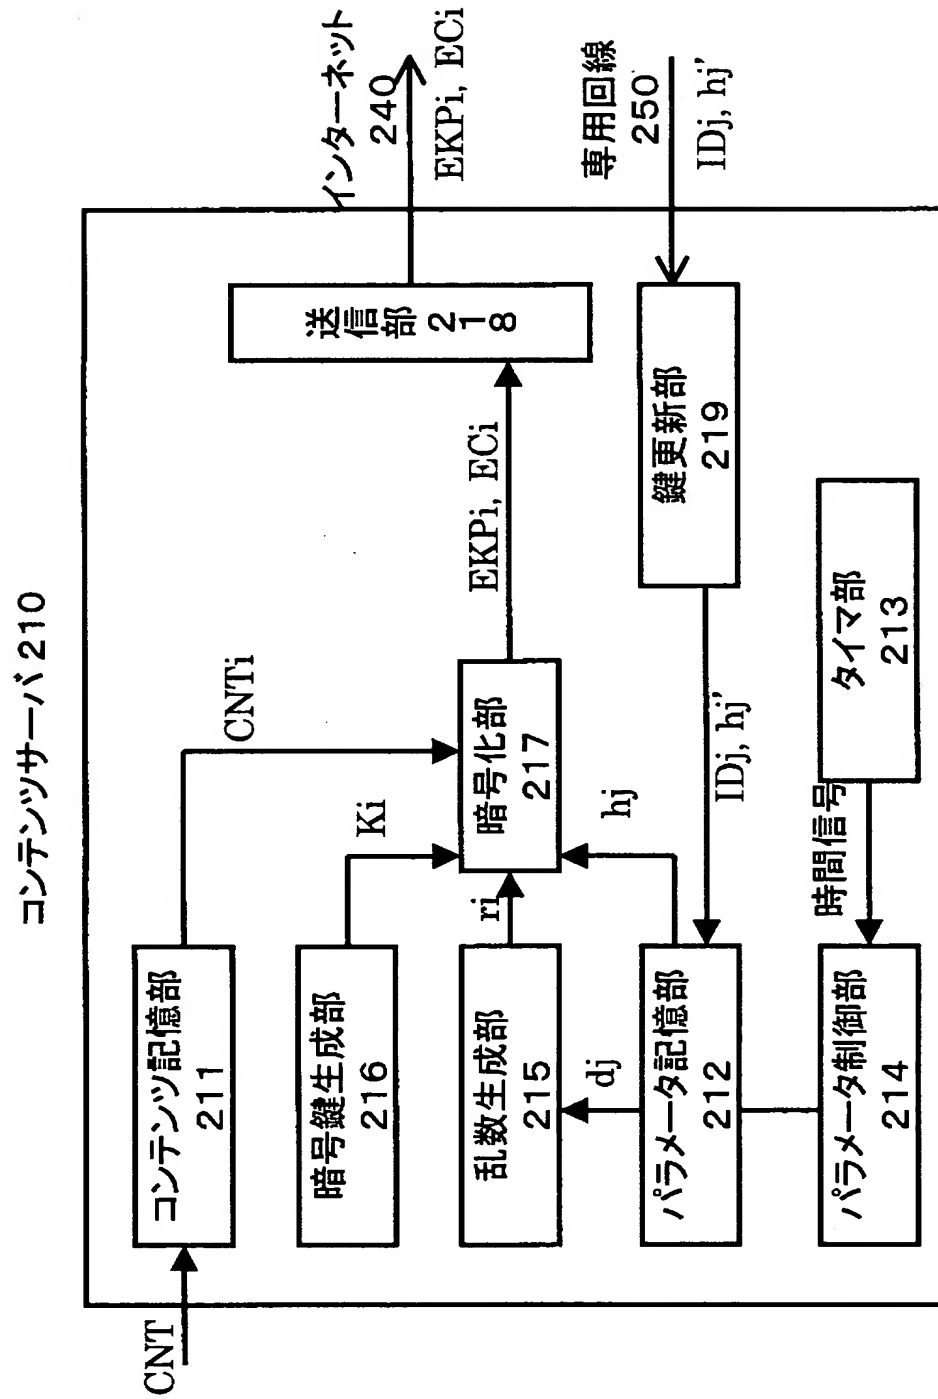 コンテンツサーバ 210
CNT
コンテンツ記憶部
211
CNTi
暗号鍵生成部
216
Ki
乱数生成部
215
ri
暗号化部
217
EKPi, ECi
送信部 218
インターネット
240
EKPi, ECi
dj
hj
パラメータ記憶部
212
IDj, hj'
鍵更新部
219
専用回線
250
IDj, hj'
パラメータ制御部
214
時間信号
タイマ部
213